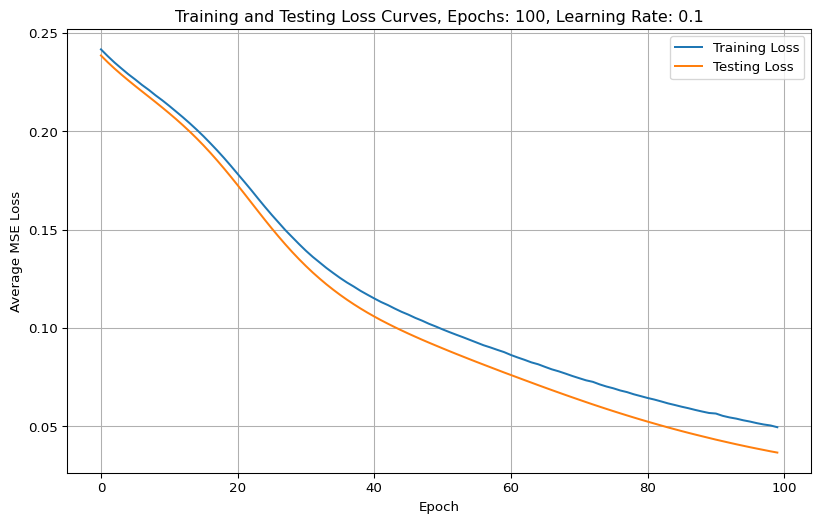 Training and Testing Loss Curves, Epochs: 100, Learning Rate: 0.1
Training Loss
Testing Loss
0.25
0.20
0.15
0.10
0.05
Average MSE Loss
0 20 40 60 80 100
Epoch